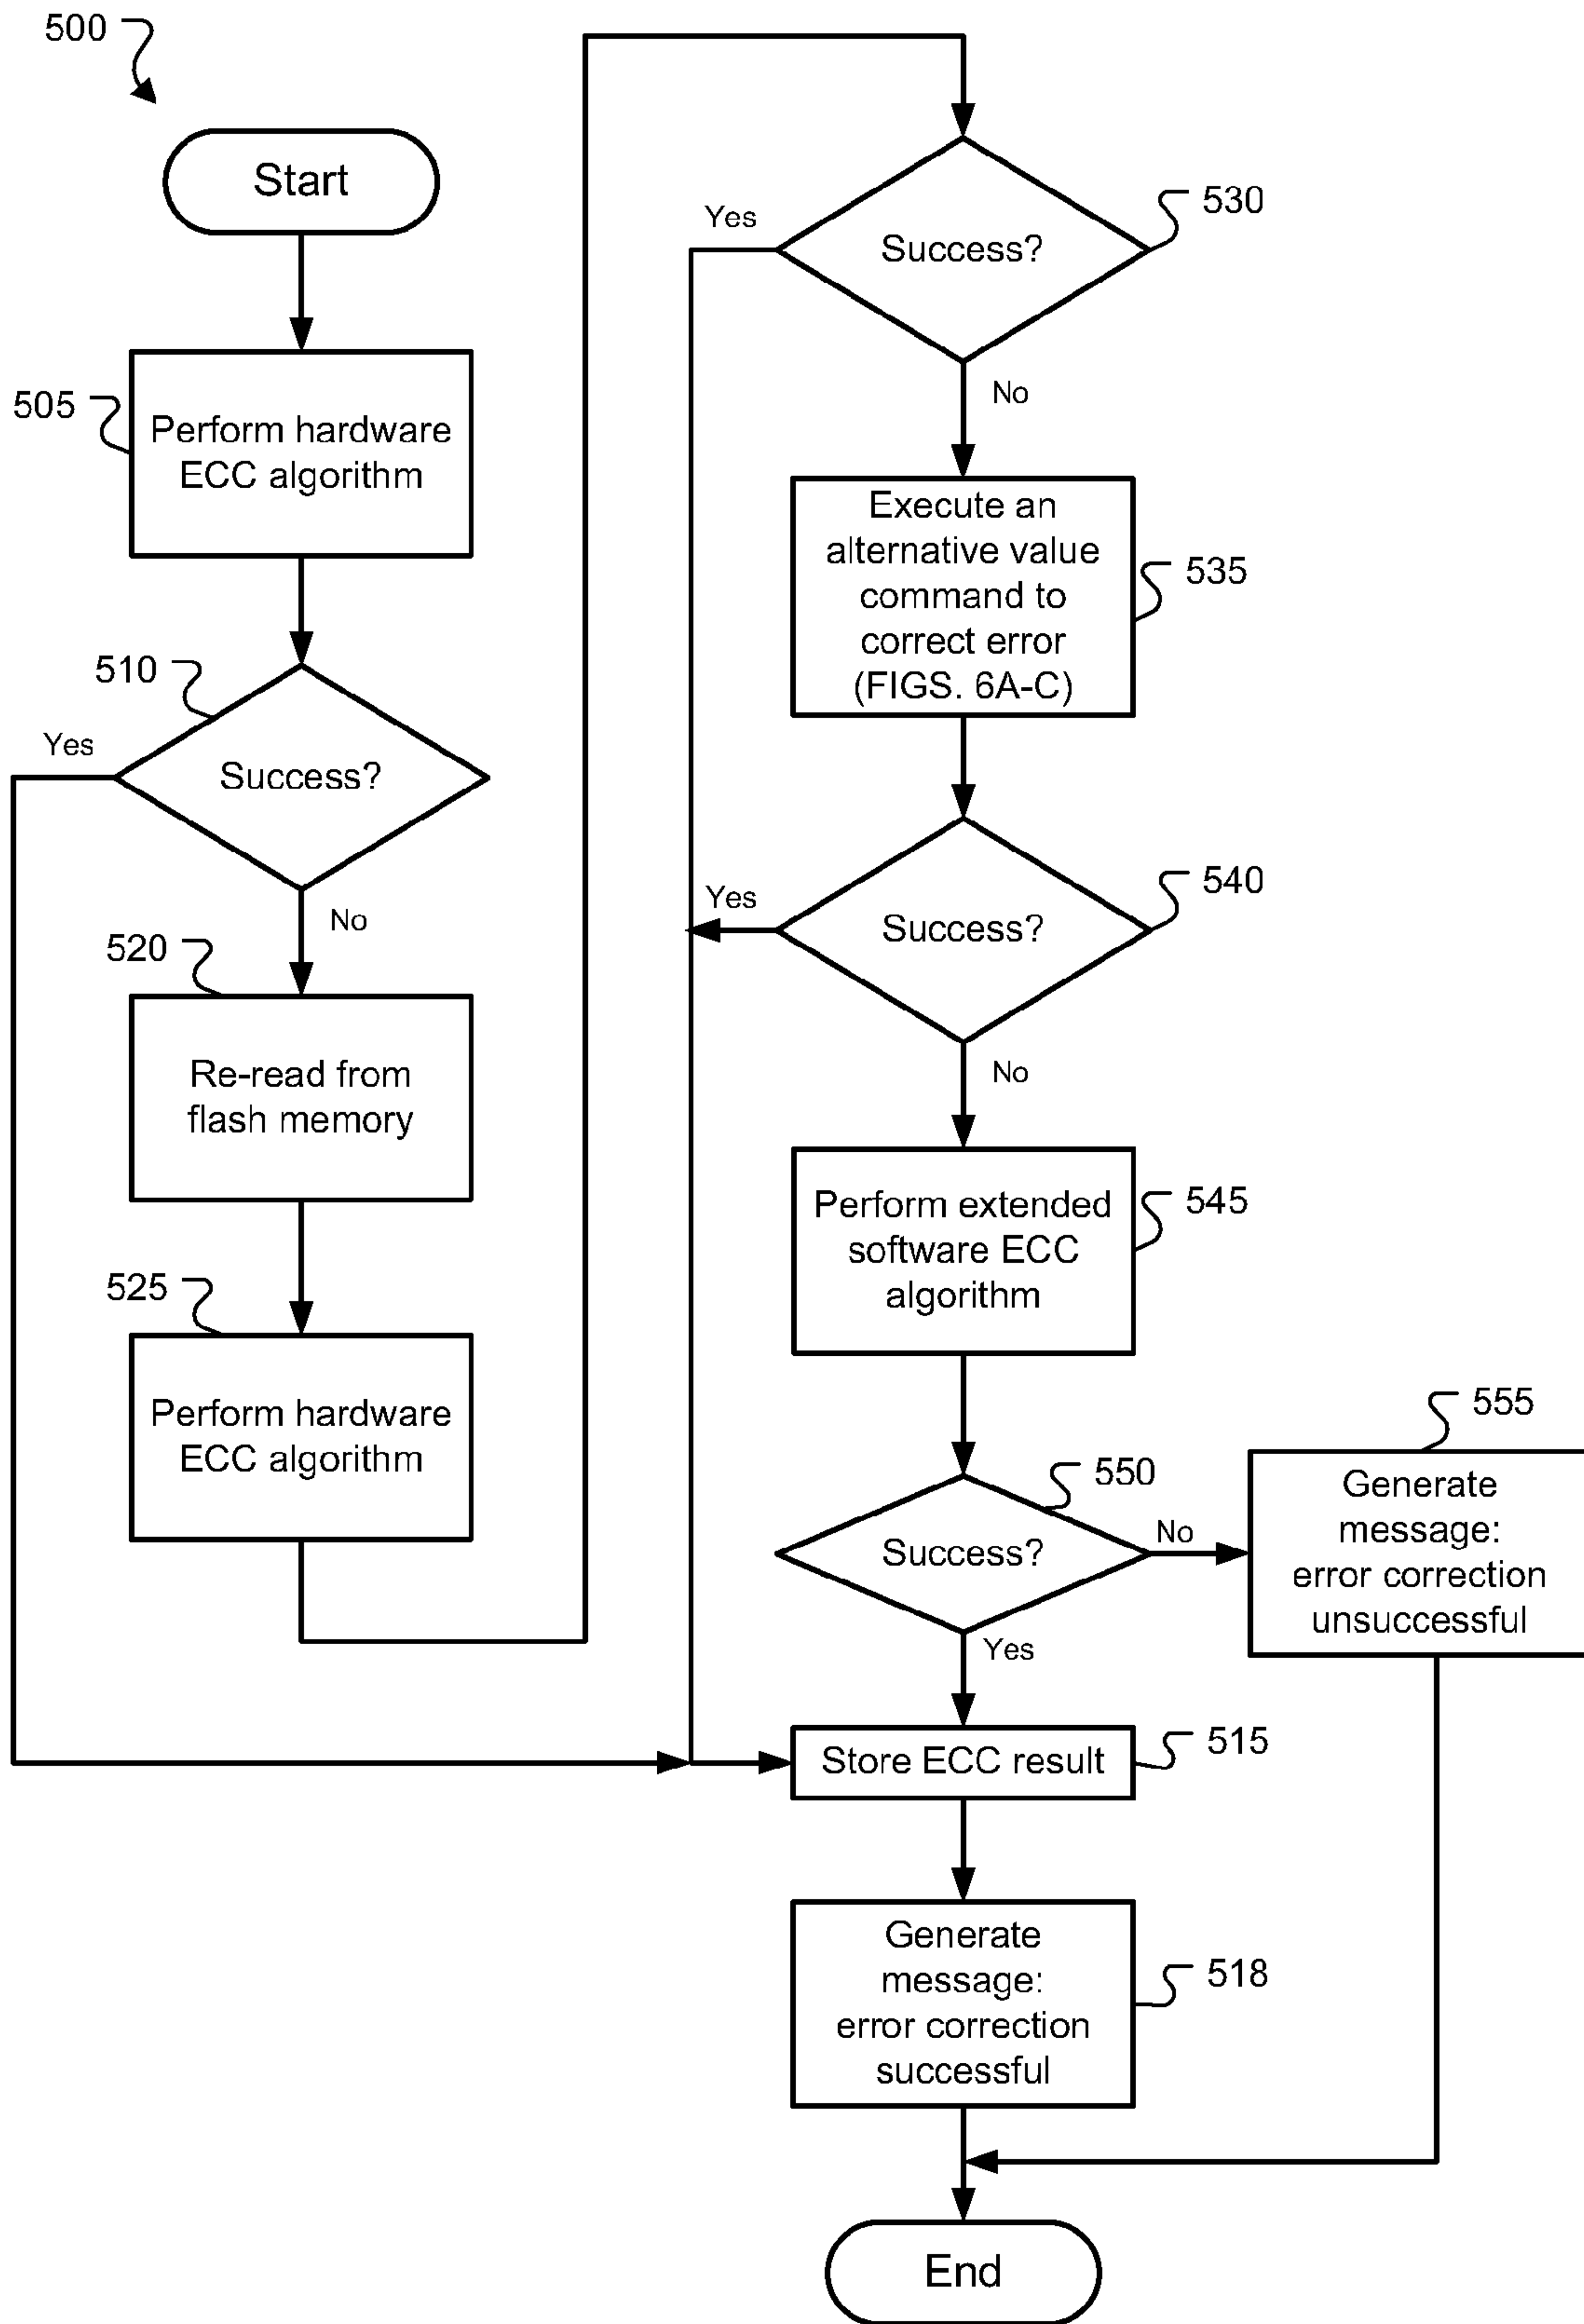 500
Start
505
Perform hardware
ECC algorithm
510
Yes
Success?
No
520
Re-read from
flash memory
525
Perform hardware
ECC algorithm
530
Yes
Success?
No
Execute an
alternative value
command to
correct error
(FIGS. 6A-C)
535
540
Yes
Success?
No
Perform extended
software ECC
algorithm
545
550
Success?
No
Yes
555
Generate
message:
error correction
unsuccessful
Store ECC result
515
Generate
message:
error correction
successful
518
End